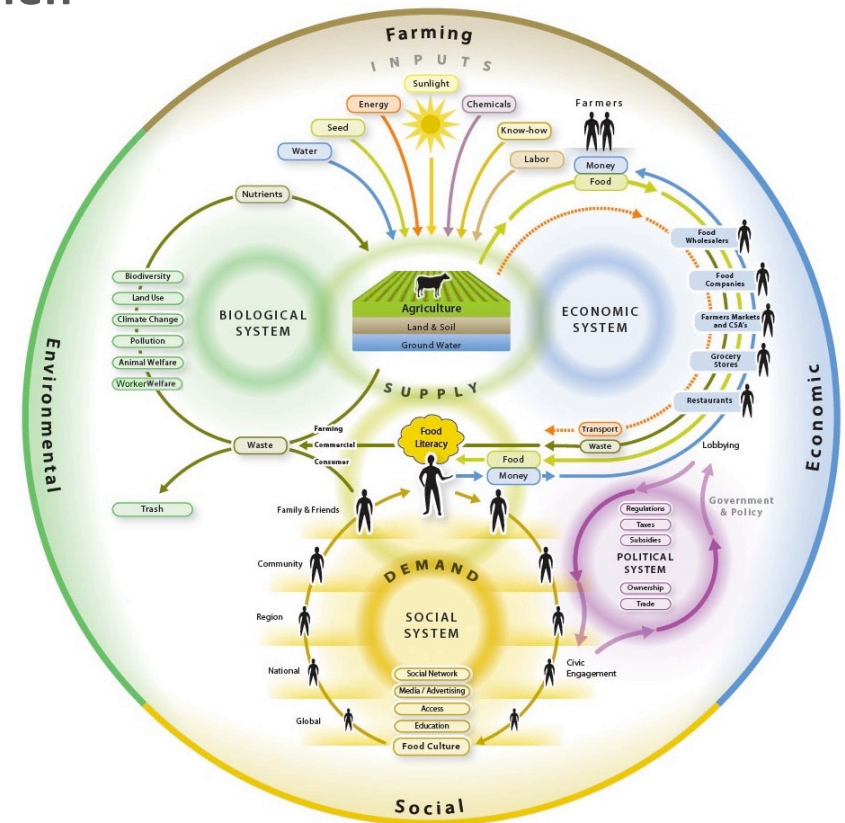 Farming
INPUTS
Sunlight
Energy
Chemicals
Seed
Know-how
Water
Labor
Farmers
Money
Food
Nutrients
Food
Wholesalers
Food
Companies
Farmers Markets
and CSA's
Grocery
Stores
Restaurants
Biodiversity
Land Use
Climate Change
Pollution
Animal Welfare
WorkerWelfare
BIOLOGICAL
SYSTEM
Agriculture
Land & Soil
Ground Water
ECONOMIC
SYSTEM
SUPPLY
Environmental
Economic
Farming
Commercial
Consumer
Waste
Trash
Food
Literacy
Transport
Waste
Food
Money
Lobbying
Government
& Policy
Regulations
Taxes
Subsidies
POLITICAL
SYSTEM
Ownership
Trade
Civic
Engagement
Family & Friends
Community
Region
National
Global
DEMAND
SOCIAL
SYSTEM
Social Network
Media / Advertising
Access
Education
Food Culture
Social